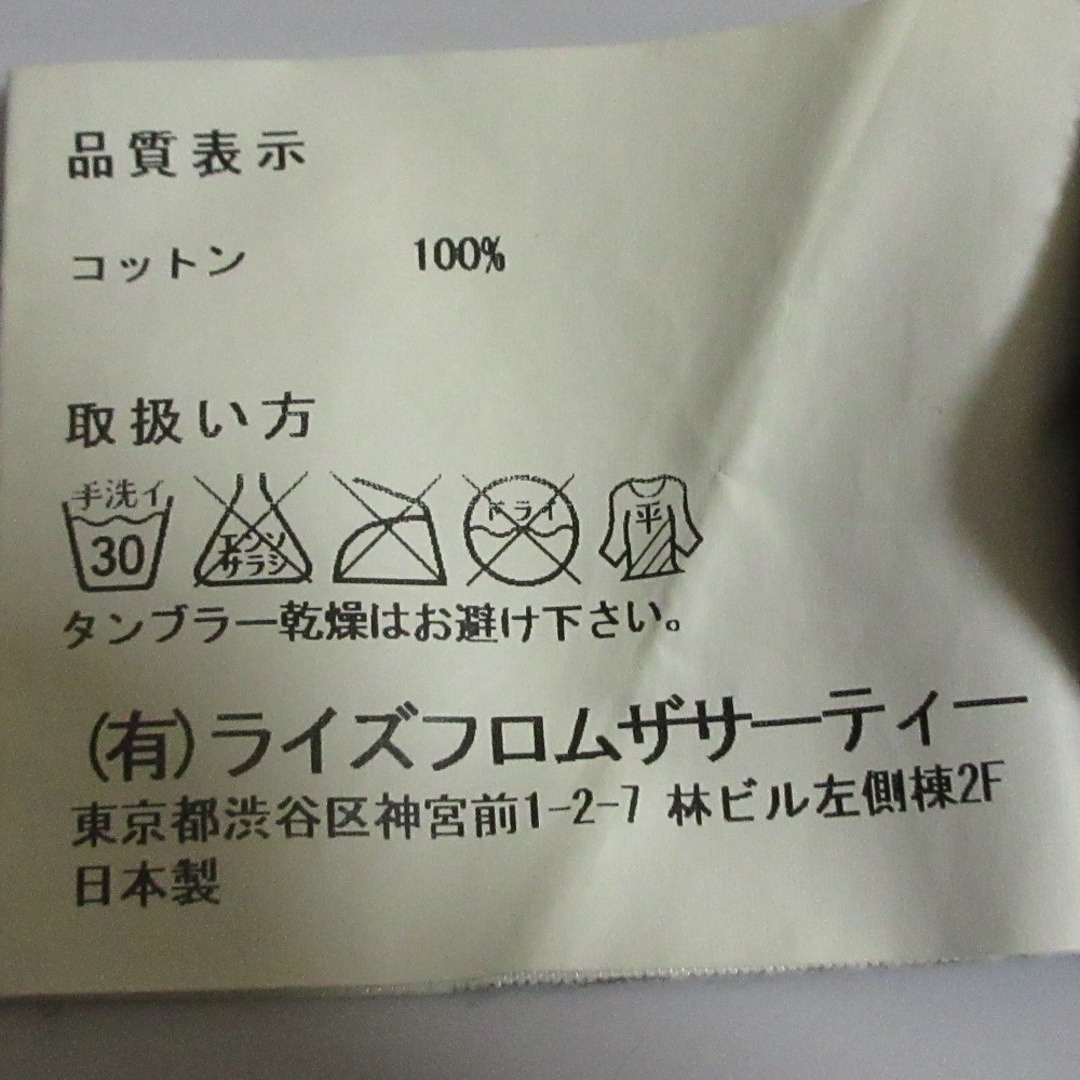 品質表示
コットン 100%
取扱い方
手洗イ 30 エンソサラシ ドライ 平
タンブラー乾燥はお避け下さい。
(有)ライズフロムザサーティー
東京都渋谷区神宮前1-2-7 林ビル左側棟2F
日本製